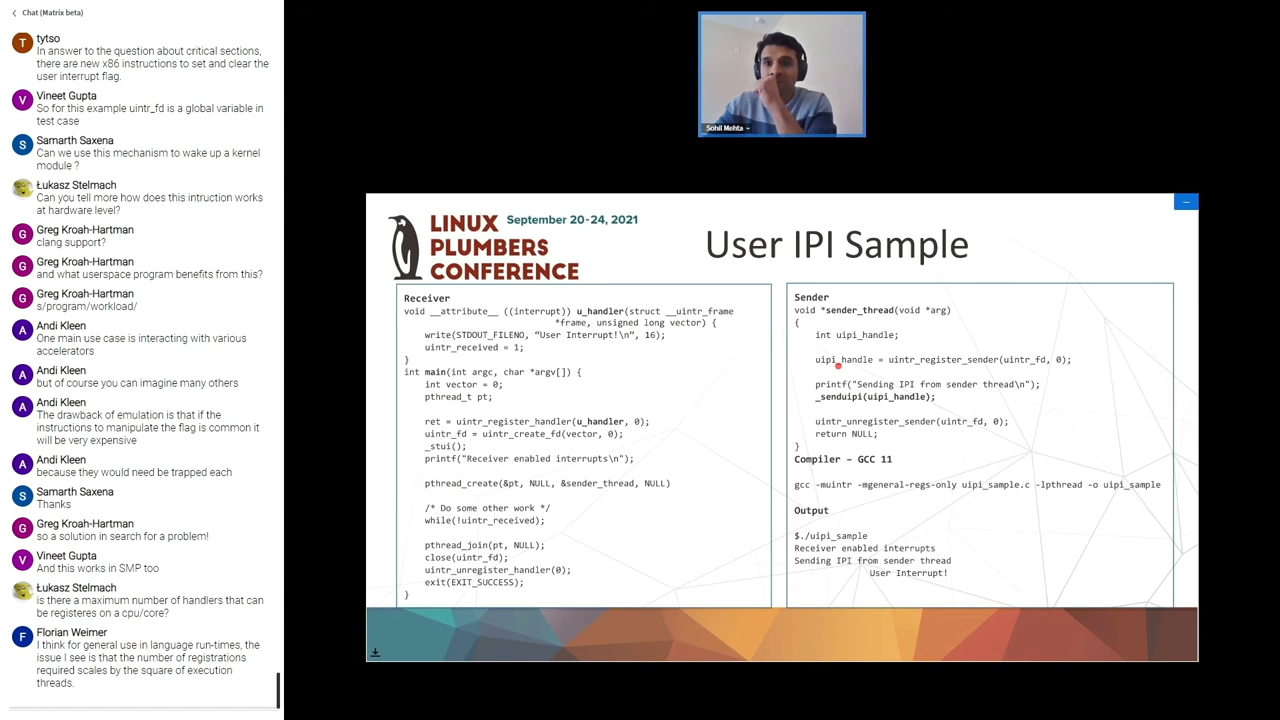 Chat (Matrix beta)
T
tytso
In answer to the question about critical sections,
there are new x86 instructions to set and clear the
user interrupt flag.
V
Vineet Gupta
So for this example uintr_fd is a global variable in
test case
S
Samarth Saxena
Can we use this mechanism to wake up a kernel
module ?
Łukasz Stelmach
Can you tell more how does this intruction works
at hardware level?
G
Greg Kroah-Hartman
clang support?
G
Greg Kroah-Hartman
and what userspace program benefits from this?
G
Greg Kroah-Hartman
s/program/workload/
A
Andi Kleen
One main use case is interacting with various
accelerators
A
Andi Kleen
but of course you can imagine many others
A
Andi Kleen
The drawback of emulation is that if the
instructions to manipulate the flag is common it
will be very expensive
A
Andi Kleen
because they would need be trapped each
S
Samarth Saxena
Thanks
G
Greg Kroah-Hartman
so a solution in search for a problem!
V
Vineet Gupta
And this works in SMP too
Łukasz Stelmach
is there a maximum number of handlers that can
be registeres on a cpu/core?
F
Florian Weimer
I think for general use in language run-times, the
issue I see is that the number of registrations
required scales by the square of execution
threads.
Sohil Mehta
LINUX
PLUMBERS
CONFERENCE
September 20-24, 2021
User IPI Sample
Receiver
void __attribute__ ((interrupt)) u_handler(struct __uintr_frame
*frame, unsigned long vector) {
write(STDOUT_FILENO, “User Interrupt!\n”, 16);
uintr_received = 1;
}
int main(int argc, char *argv[]) {
int vector = 0;
pthread_t pt;
ret = uintr_register_handler(u_handler, 0);
uintr_fd = uintr_create_fd(vector, 0);
_stui();
printf("Receiver enabled interrupts\n");
pthread_create(&pt, NULL, &sender_thread, NULL)
/* Do some other work */
while(!uintr_received);
pthread_join(pt, NULL);
close(uintr_fd);
uintr_unregister_handler(0);
exit(EXIT_SUCCESS);
}
Sender
void *sender_thread(void *arg)
{
int uipi_handle;
uipi_handle = uintr_register_sender(uintr_fd, 0);
printf("Sending IPI from sender thread\n");
_senduipi(uipi_handle);
uintr_unregister_sender(uintr_fd, 0);
return NULL;
}
Compiler – GCC 11
gcc -muintr -mgeneral-regs-only uipi_sample.c -lpthread -o uipi_sample
Output
$./uipi_sample
Receiver enabled interrupts
Sending IPI from sender thread
User Interrupt!